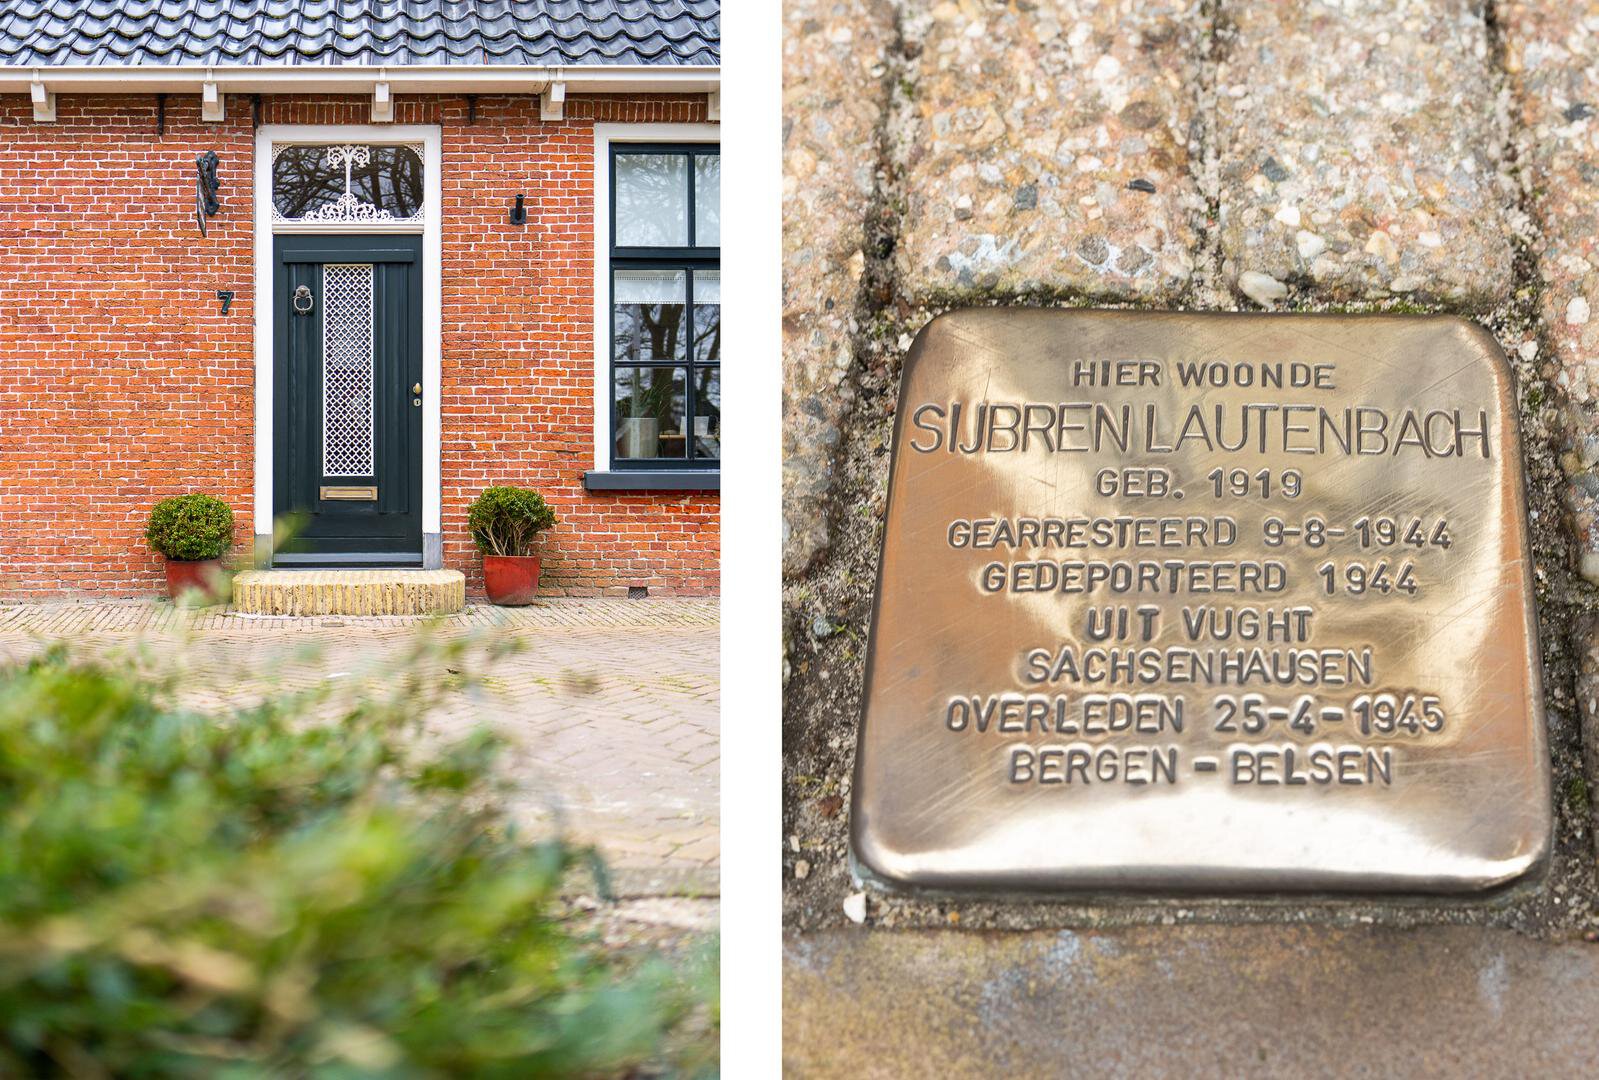 7
HIER WOONDE
SIJBREN LAUTENBACH
GEB. 1919
GEARRESTEERD 9-8-1944
GEDEPORTEERD 1944
UIT VUGHT
SACHSENHAUSEN
OVERLEDEN 25-4-1945
BERGEN-BELSEN